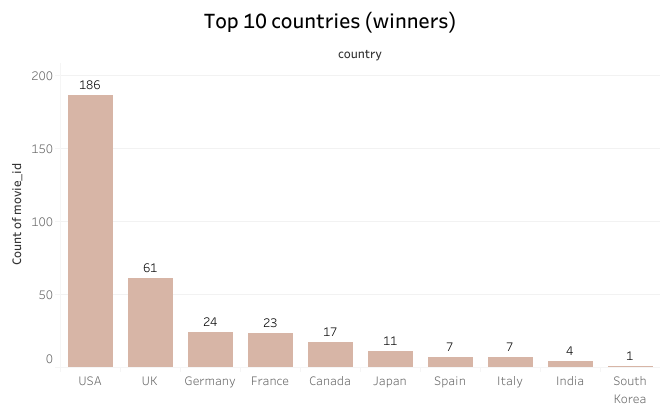 Top 10 countries (winners)
country
Count of movie_id
200
150
100
50
0
186
61
24
23
17
11
7
7
4
1
USA
UK
Germany
France
Canada
Japan
Spain
Italy
India
South
Korea